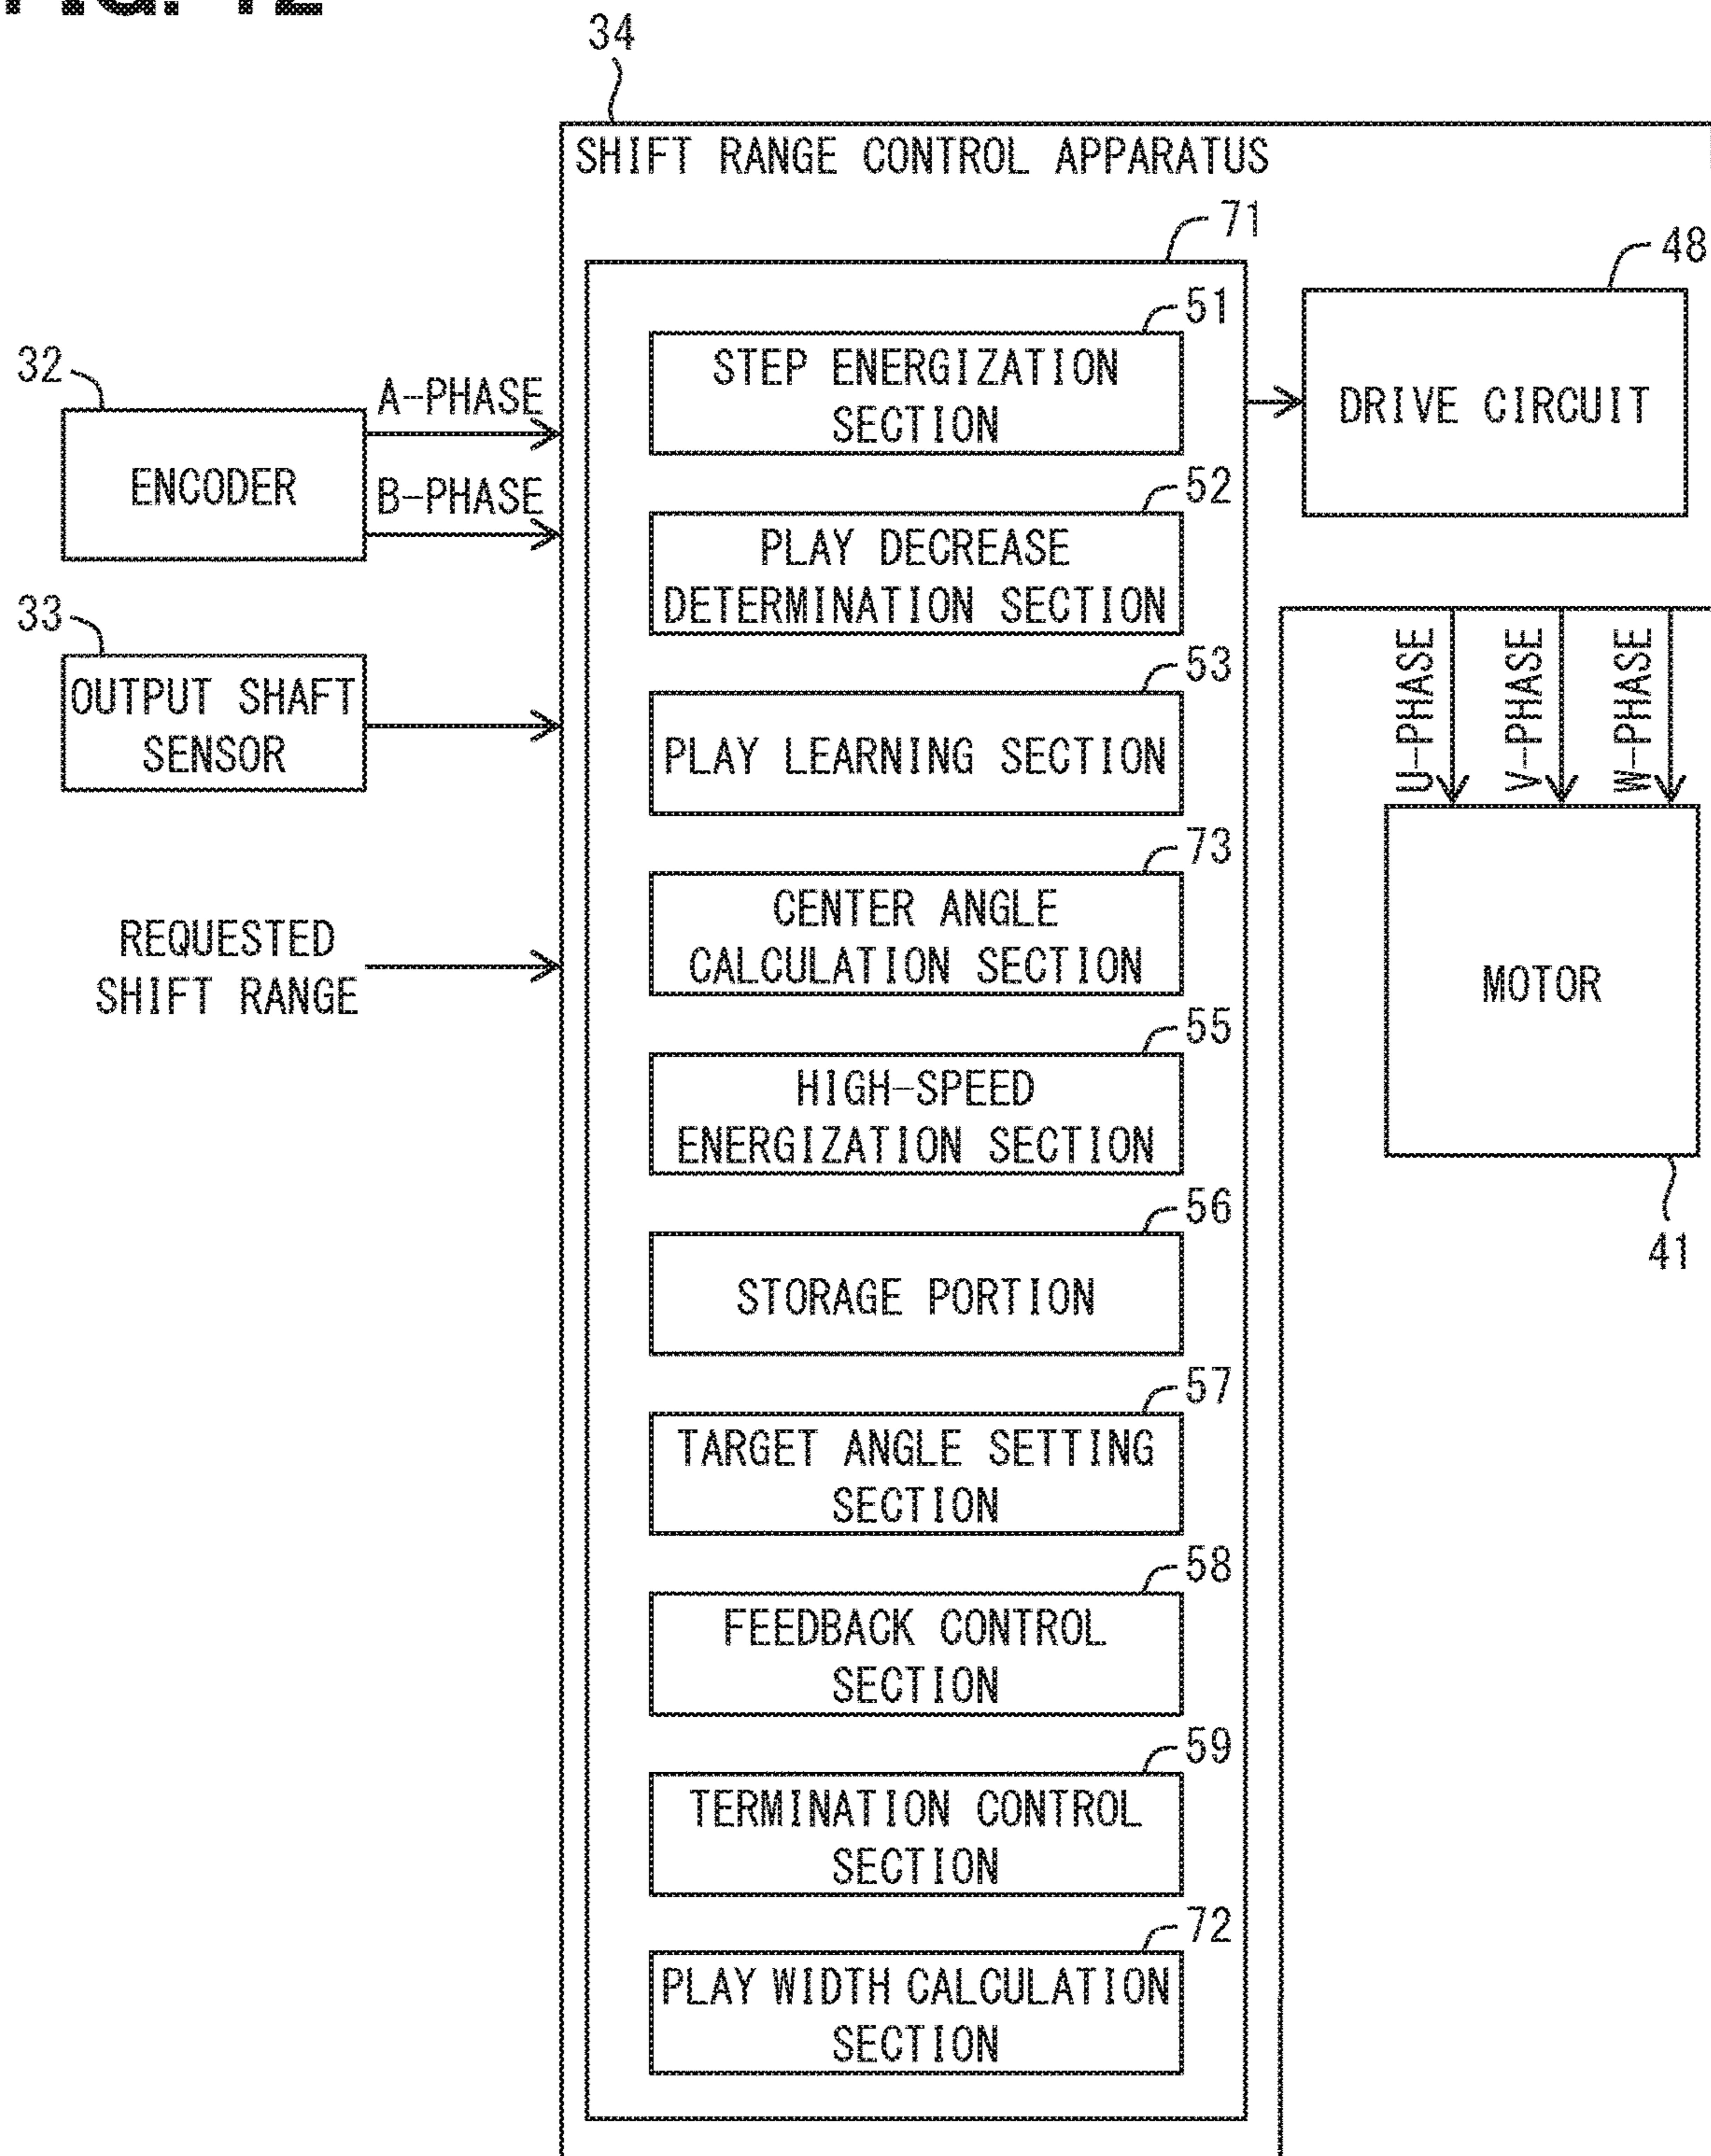 FIG. 12
34
SHIFT RANGE CONTROL APPARATUS
71
48
51
STEP ENERGIZATION
SECTION
DRIVE CIRCUIT
32
A-PHASE
ENCODER
B-PHASE
52
PLAY DECREASE
DETERMINATION SECTION
33
OUTPUT SHAFT
SENSOR
53
PLAY LEARNING SECTION
U-PHASE
V-PHASE
W-PHASE
73
CENTER ANGLE
CALCULATION SECTION
REQUESTED
SHIFT RANGE
MOTOR
41
55
HIGH-SPEED
ENERGIZATION SECTION
56
STORAGE PORTION
57
TARGET ANGLE SETTING
SECTION
58
FEEDBACK CONTROL
SECTION
59
TERMINATION CONTROL
SECTION
72
PLAY WIDTH CALCULATION
SECTION